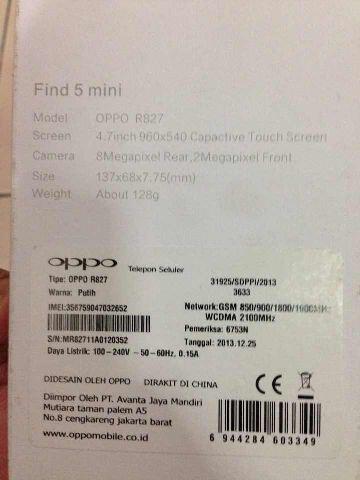 Find 5 mini
Model OPPO R827
Screen 4.7inch 960x540 Capactive Touch Screen
Camera 8Megapixel Rear,2Megapixel Front
Size 137x68x7.75(mm)
Weight About 128g
oppo Telepon Seluler 31925/SDPPI/2013
Tipe: OPPO R827 3633
Warna: Putih Network:GSM 850/900/1800/1900MHz
IMEI:356759047032652 WCDMA 2100MHz
Pemeriksa: 6753N
S/N:MR82711A0120352 Tanggal: 2013.12.25
Daya Listrik: 100-240V ~ 50-60Hz, 0.15A
DIDESAIN OLEH OPPO DIRAKIT DI CHINA
CE
Diimpor Oleh PT. Avanta Jaya Mandiri
Mutiara taman palem A5
No.8 cengkareng jakarta barat
www.oppomobile.co.id
6 944284 603349